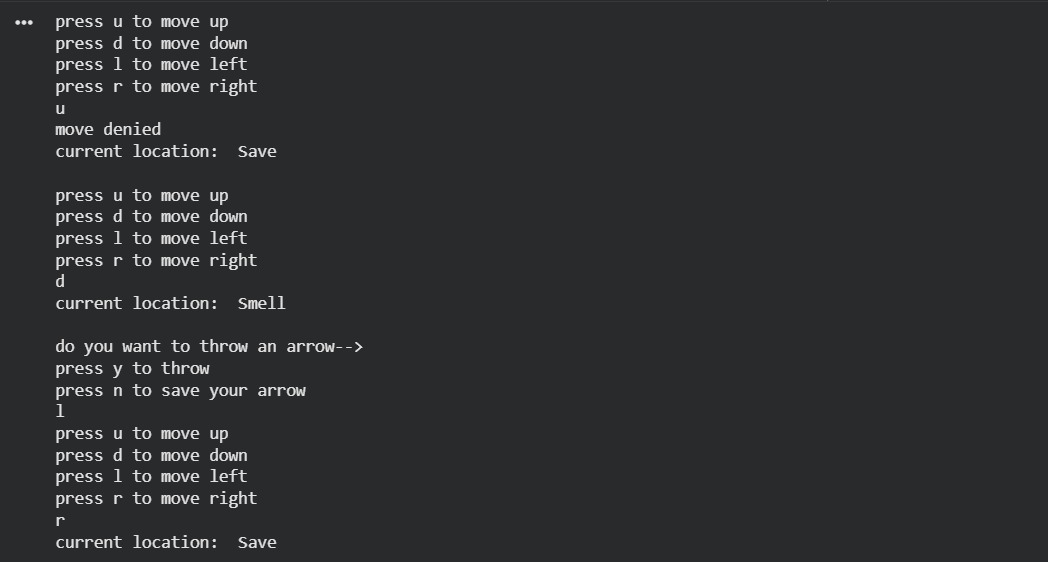 press u to move up
press d to move down
press l to move left
press r to move right
u
move denied
current location:  Save
press u to move up
press d to move down
press l to move left
press r to move right
d
current location:  Smell
do you want to throw an arrow-->
press y to throw
press n to save your arrow
l
press u to move up
press d to move down
press l to move left
press r to move right
r
current location:  Save